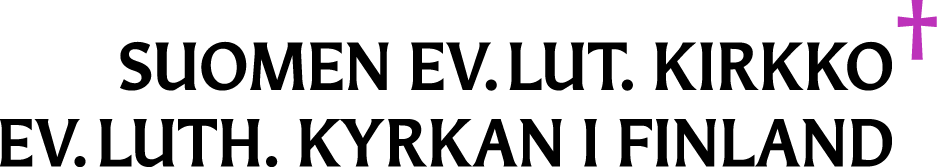 SUOMEN EV. LUT. KIRKKO
EV. LUTH. KYRKAN I FINLAND